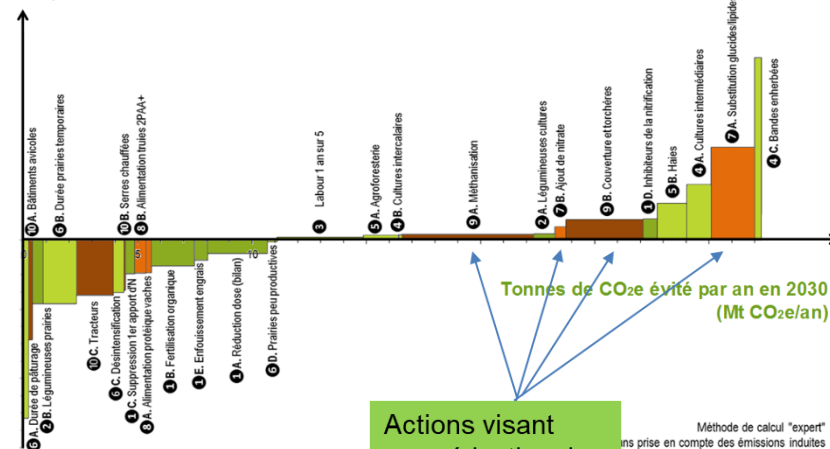 10 A. Bâtiments avicoles
6 B. Durée prairies temporaires
10 B. Serres chauffées
8 B. Alimentation truies 2PAA+
Labour 1 an sur 5
3
5 A. Agroforesterie
4 B. Cultures intercalaires
9 A. Méthanisation
2 A. Légumineuses cultures
7 B. Ajout de nitrate
9 B. Couverture et torchères
1 D. Inhibiteurs de la nitrification
5 B. Haies
4 A. Cultures intermédiaires
7 A. Substitution glucides lipides
4 C. Bandes enherbées
5
10
6 A. Durée de pâturage
2 B. Légumineuses prairies
10 C. Tracteurs
6 C. Désintensification
1 C. Suppression 1er apport d'N
8 A. Alimentation protéique vaches
1 B. Fertilisation organique
1 E. Enfouissement engrais
1 A. Réduction dose (bilan)
6 D. Prairies peu productives
Tonnes de CO2e évité par an en 2030
(Mt CO2e/an)
Actions visant
Méthode de calcul "expert"
prise en compte des émissions induites